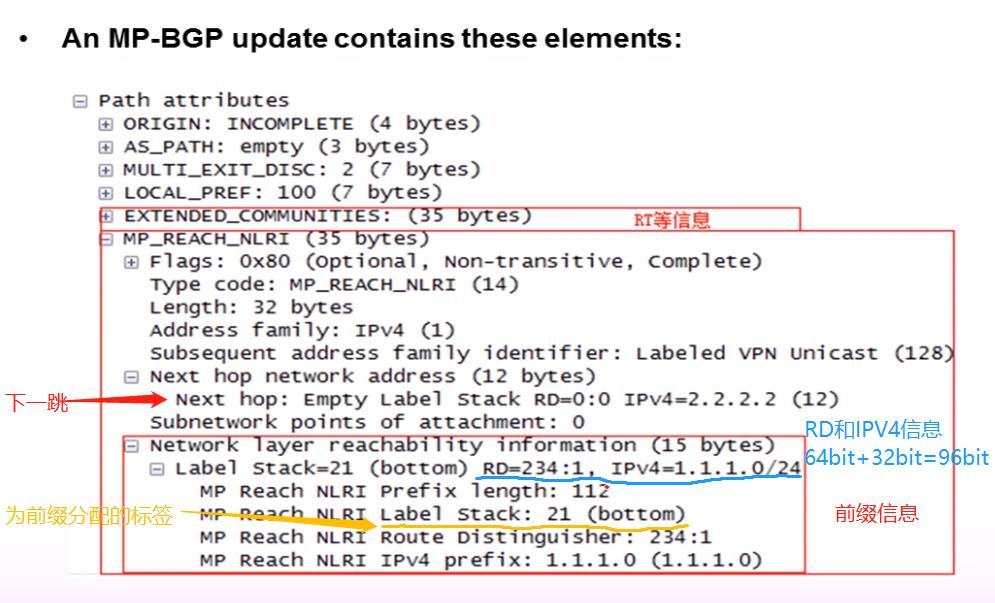 • An MP-BGP update contains these elements:
Path attributes
ORIGIN: INCOMPLETE (4 bytes)
AS_PATH: empty (3 bytes)
MULTI_EXIT_DISC: 2 (7 bytes)
LOCAL_PREF: 100 (7 bytes)
EXTENDED_COMMUNITIES: (35 bytes) RT等信息
MP_REACH_NLRI (35 bytes)
Flags: 0x80 (Optional, Non-transitive, Complete)
Type code: MP_REACH_NLRI (14)
Length: 32 bytes
Address family: IPv4 (1)
Subsequent address family identifier: Labeled VPN Unicast (128)
Next hop network address (12 bytes)
下一跳 Next hop: Empty Label Stack RD=0:0 IPv4=2.2.2.2 (12)
Subnetwork points of attachment: 0
RD和IPV4信息
Network layer reachability information (15 bytes)
64bit+32bit=96bit
Label Stack=21 (bottom) RD=234:1, IPv4=1.1.1.0/24
MP Reach NLRI Prefix length: 112
为前缀分配的标签 MP Reach NLRI Label Stack: 21 (bottom) 前缀信息
MP Reach NLRI Route Distinguisher: 234:1
MP Reach NLRI IPv4 prefix: 1.1.1.0 (1.1.1.0)